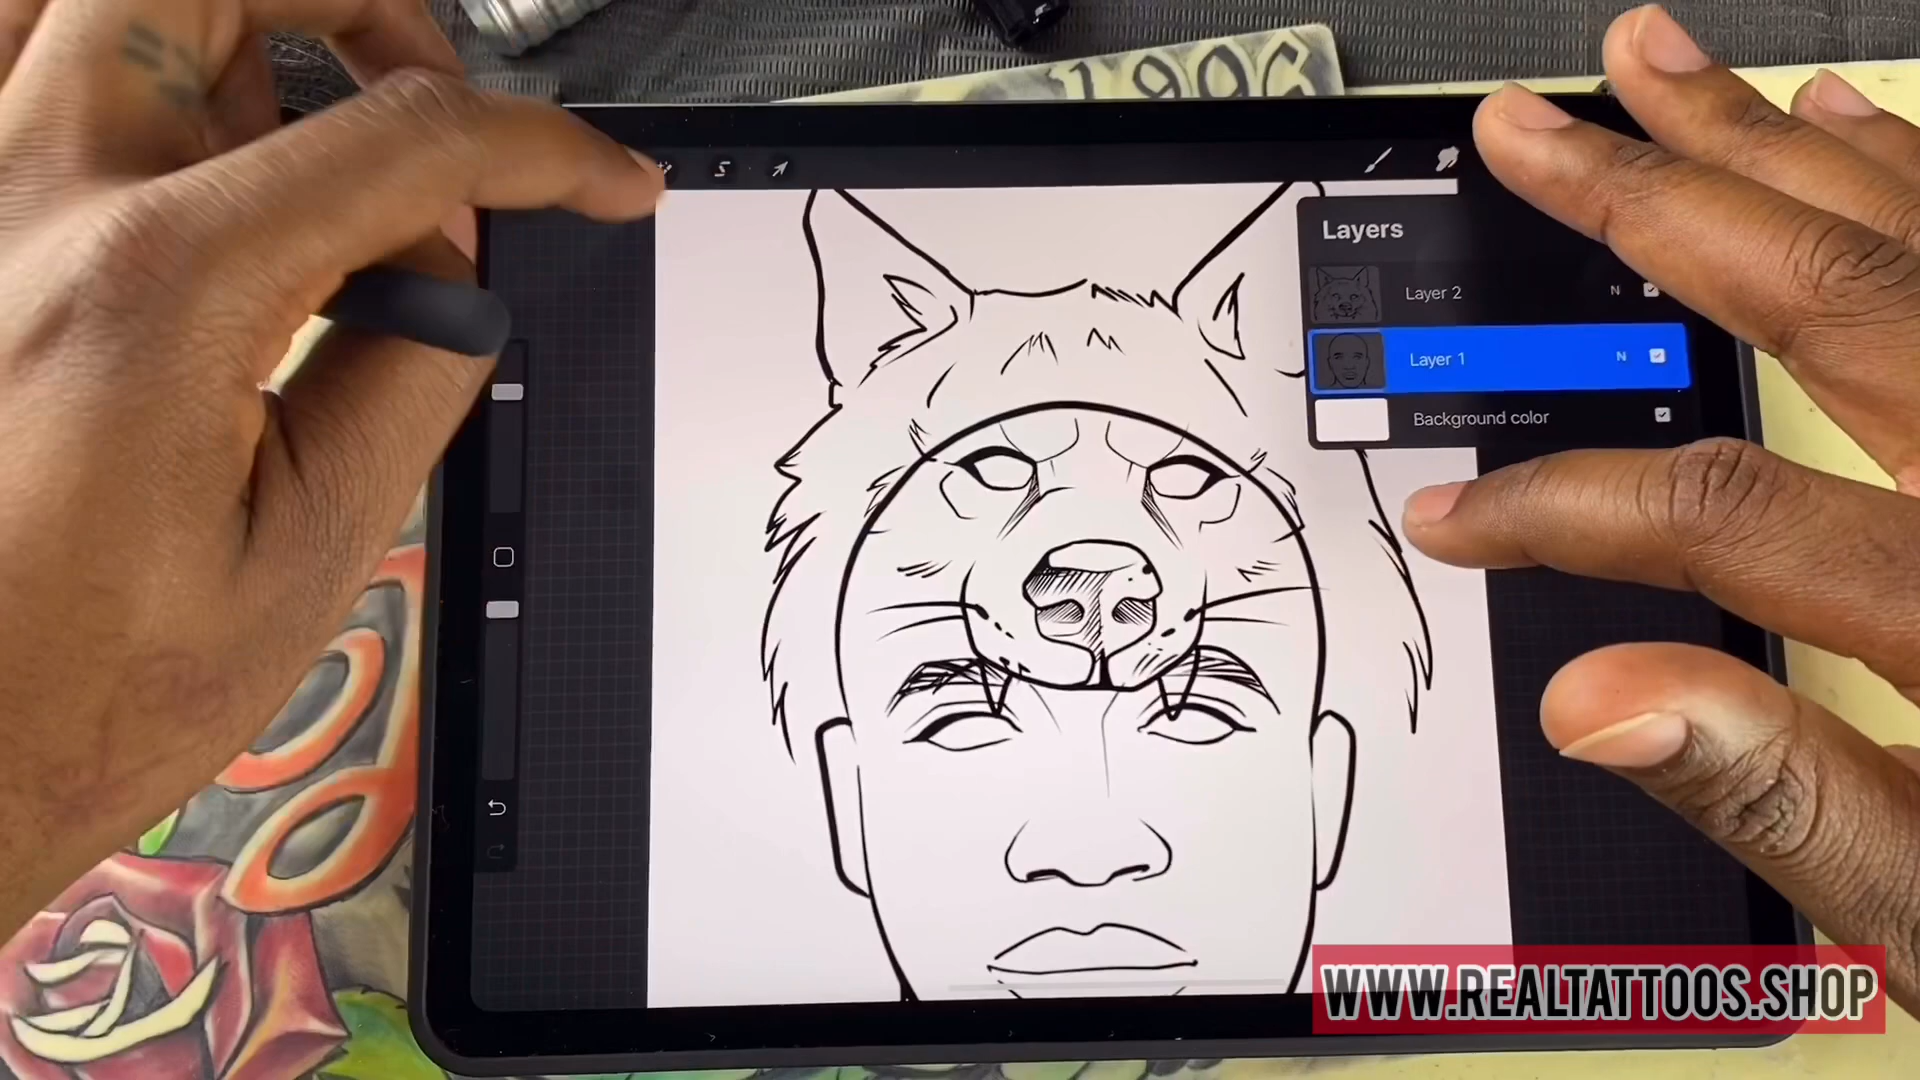 1996
Layers
Layer 2
N
Layer 1
N
Background color
WWW.REALTATTOOS.SHOP